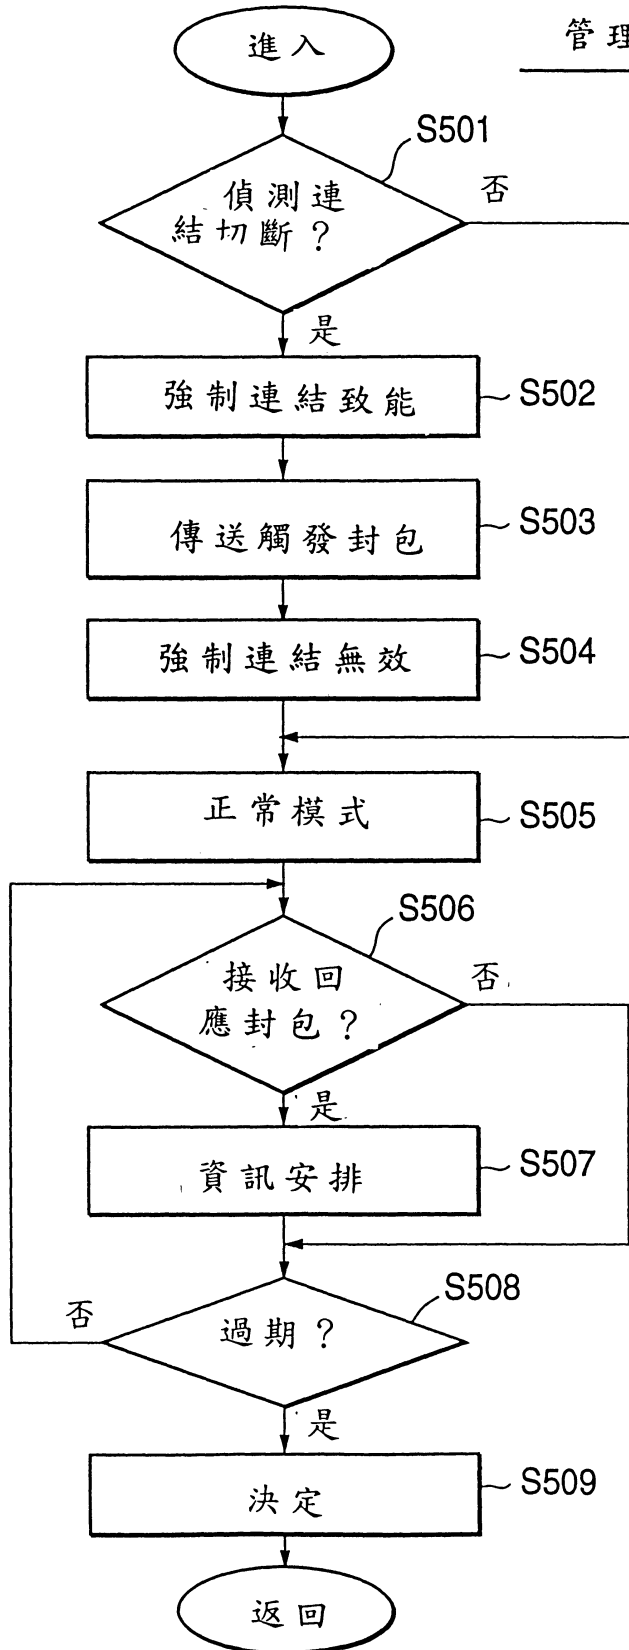 進入
管理
S501
偵測連
結切斷？
否
是
強制連結致能
S502
傳送觸發封包
S503
強制連結無效
S504
正常模式
S505
S506
接收回
應封包？
否
是
資訊安排
S507
S508
過期？
否
是
決定
S509
返回